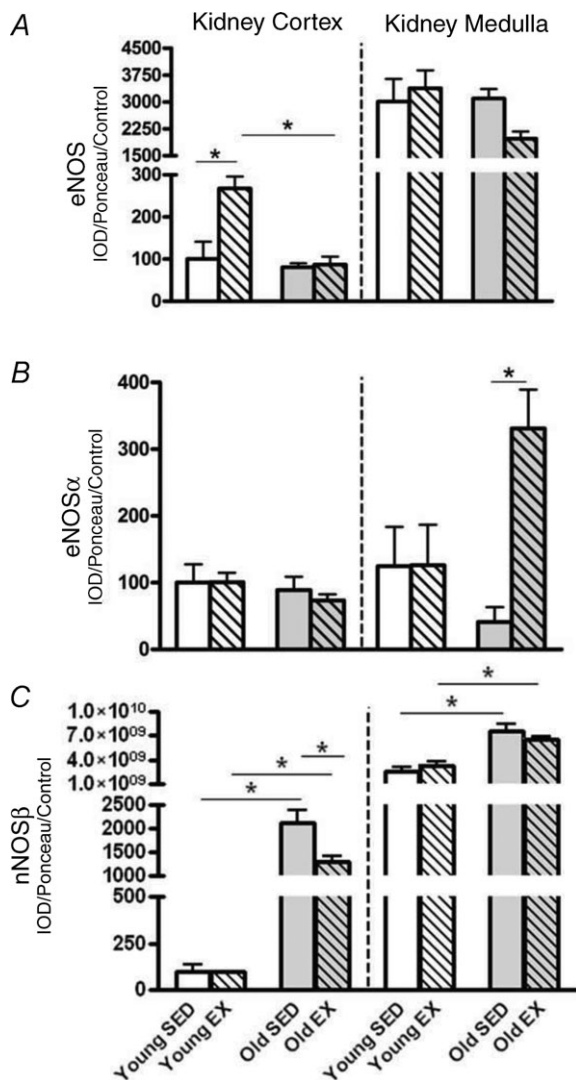 A
Kidney Cortex
Kidney Medulla
eNOS
IOD/Ponceau/Control
4500
3750
3000
2250
1500
300
200
100
0
*
*
B
eNOSα
IOD/Ponceau/Control
400
300
200
100
0
*
C
nNOSβ
IOD/Ponceau/Control
1.0×10¹⁰
7.0×10⁰⁹
4.0×10⁰⁹
1.0×10⁰⁹
2500
2000
1500
1000
500
250
0
*
*
*
*
*
Young SED
Young EX
Old SED
Old EX
Young SED
Young EX
Old SED
Old EX